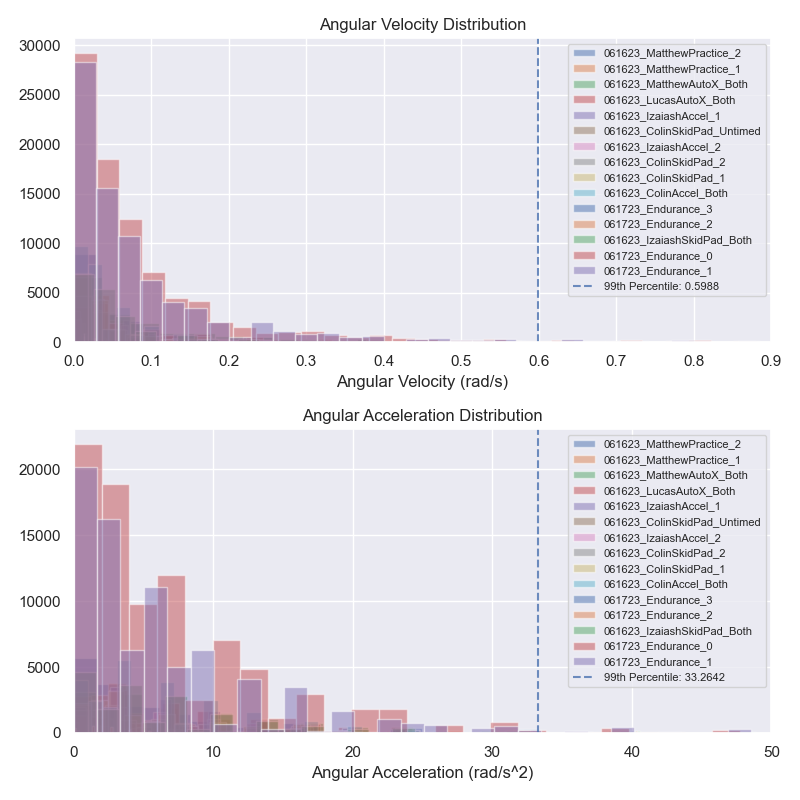 Angular Velocity Distribution
30000
25000
20000
15000
10000
5000
0
0.0 0.1 0.2 0.3 0.4 0.5 0.6 0.7 0.8 0.9
Angular Velocity (rad/s)
061623_MatthewPractice_2
061623_MatthewPractice_1
061623_MatthewAutoX_Both
061623_LucasAutoX_Both
061623_IzaiashAccel_1
061623_ColinSkidPad_Untimed
061623_IzaiashAccel_2
061623_ColinSkidPad_2
061623_ColinSkidPad_1
061623_ColinAccel_Both
061723_Endurance_3
061723_Endurance_2
061623_IzaiashSkidPad_Both
061723_Endurance_0
061723_Endurance_1
99th Percentile: 0.5988
Angular Acceleration Distribution
20000
15000
10000
5000
0
0 10 20 30 40 50
Angular Acceleration (rad/s^2)
061623_MatthewPractice_2
061623_MatthewPractice_1
061623_MatthewAutoX_Both
061623_LucasAutoX_Both
061623_IzaiashAccel_1
061623_ColinSkidPad_Untimed
061623_IzaiashAccel_2
061623_ColinSkidPad_2
061623_ColinSkidPad_1
061623_ColinAccel_Both
061723_Endurance_3
061723_Endurance_2
061623_IzaiashSkidPad_Both
061723_Endurance_0
061723_Endurance_1
99th Percentile: 33.2642